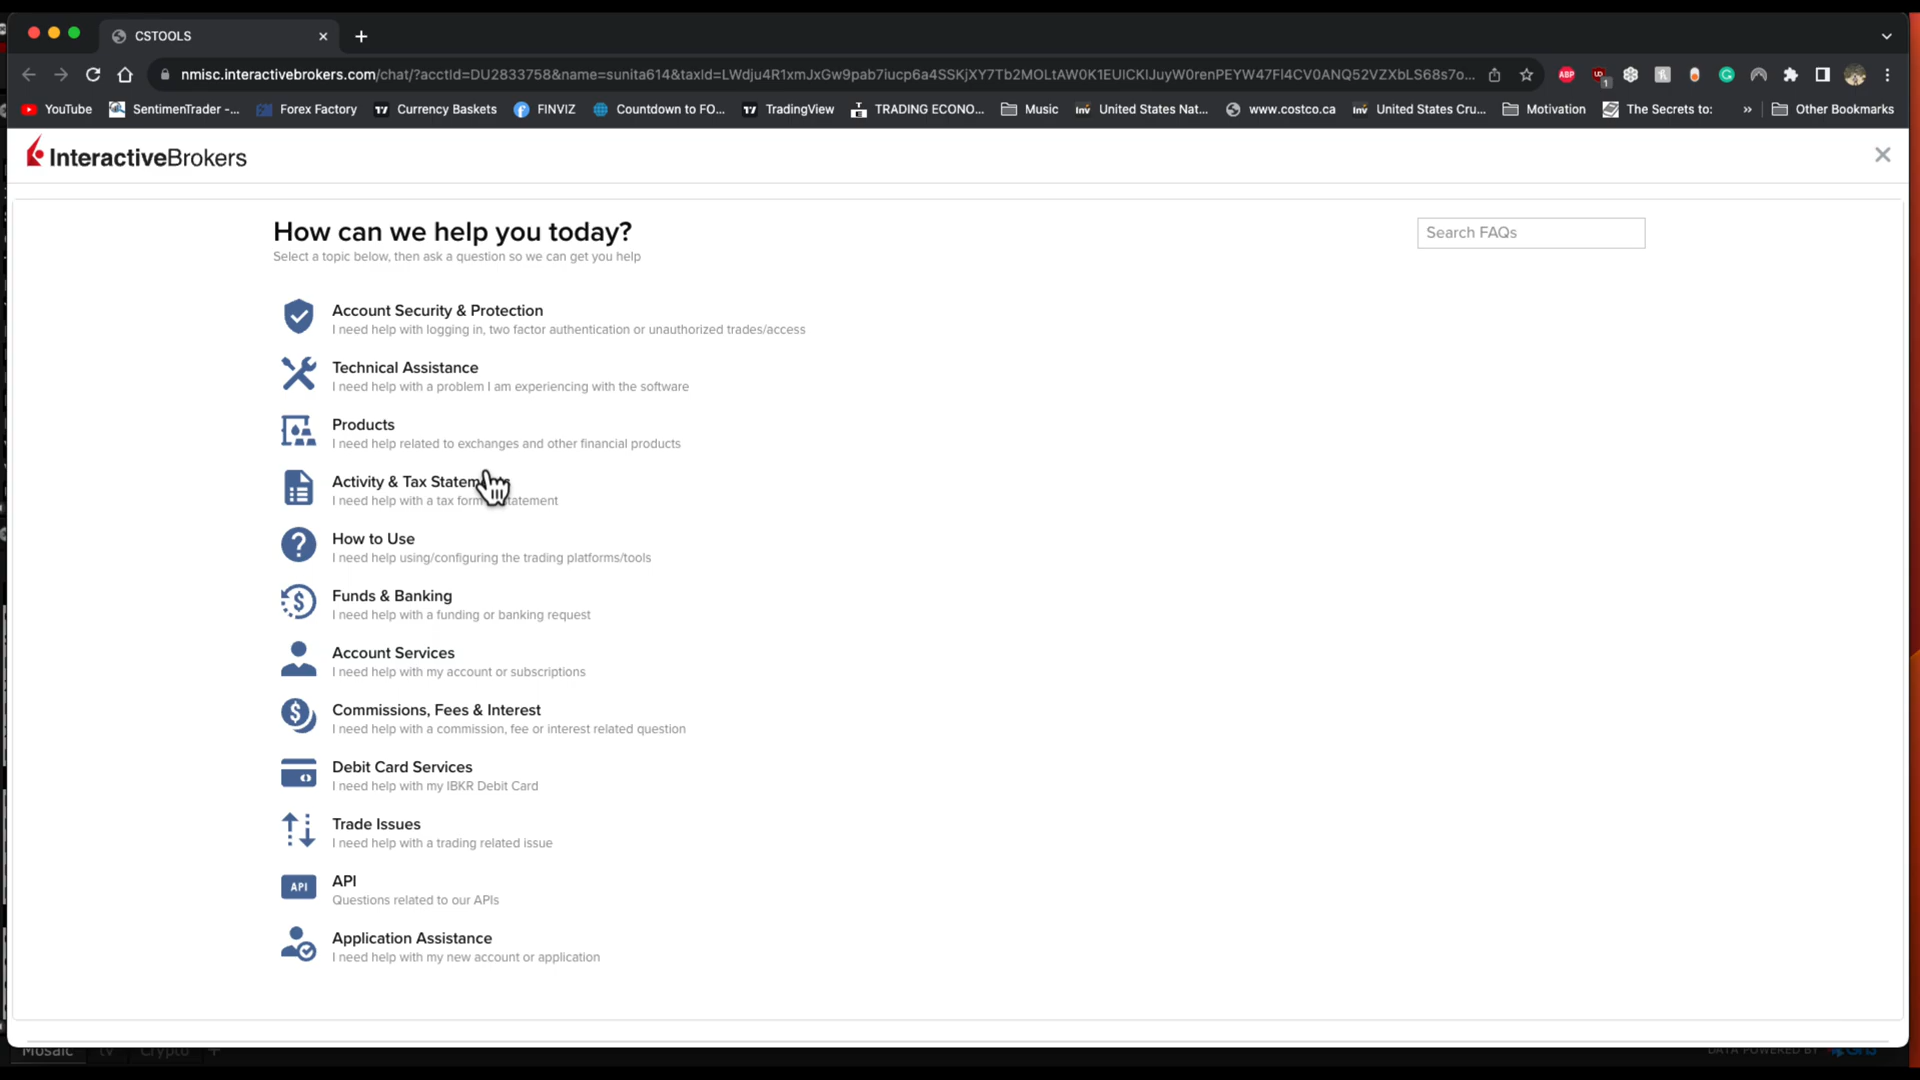 CSTOOLS
nmisc.interactivebrokers.com/chat/?acctId=DU2833758&name=sunita614&taxId=LWdju4R1xmJxGw9pab7iucp6a4SSKjXY7Tb2MOLtAW0K1EUICKIJuyW0renPEYW47Fl4CV0ANQ52VZXbLS68s7o...
ABP
1
YouTube SentimenTrader -... Forex Factory Currency Baskets FINVIZ Countdown to FO... TradingView TRADING ECONO... Music United States Nat... www.costco.ca United States Cru... Motivation The Secrets to: » Other Bookmarks
InteractiveBrokers
How can we help you today?
Search FAQs
Select a topic below, then ask a question so we can get you help
Account Security & Protection
I need help with logging in, two factor authentication or unauthorized trades/access
Technical Assistance
I need help with a problem I am experiencing with the software
Products
I need help related to exchanges and other financial products
Activity & Tax
I need help with a tax
How to Use
I need help using/configuring the trading platforms/tools
Funds & Banking
I need help with a funding or banking request
Account Services
I need help with my account or subscriptions
Commissions, Fees & Interest
I need help with a commission, fee or interest related question
Debit Card Services
I need help with my IBKR Debit Card
Trade Issues
I need help with a trading related issue
API
API
Questions related to our APIs
Application Assistance
I need help with my new account or application
Mosaic tv Crypto +
DATA POWERED BY